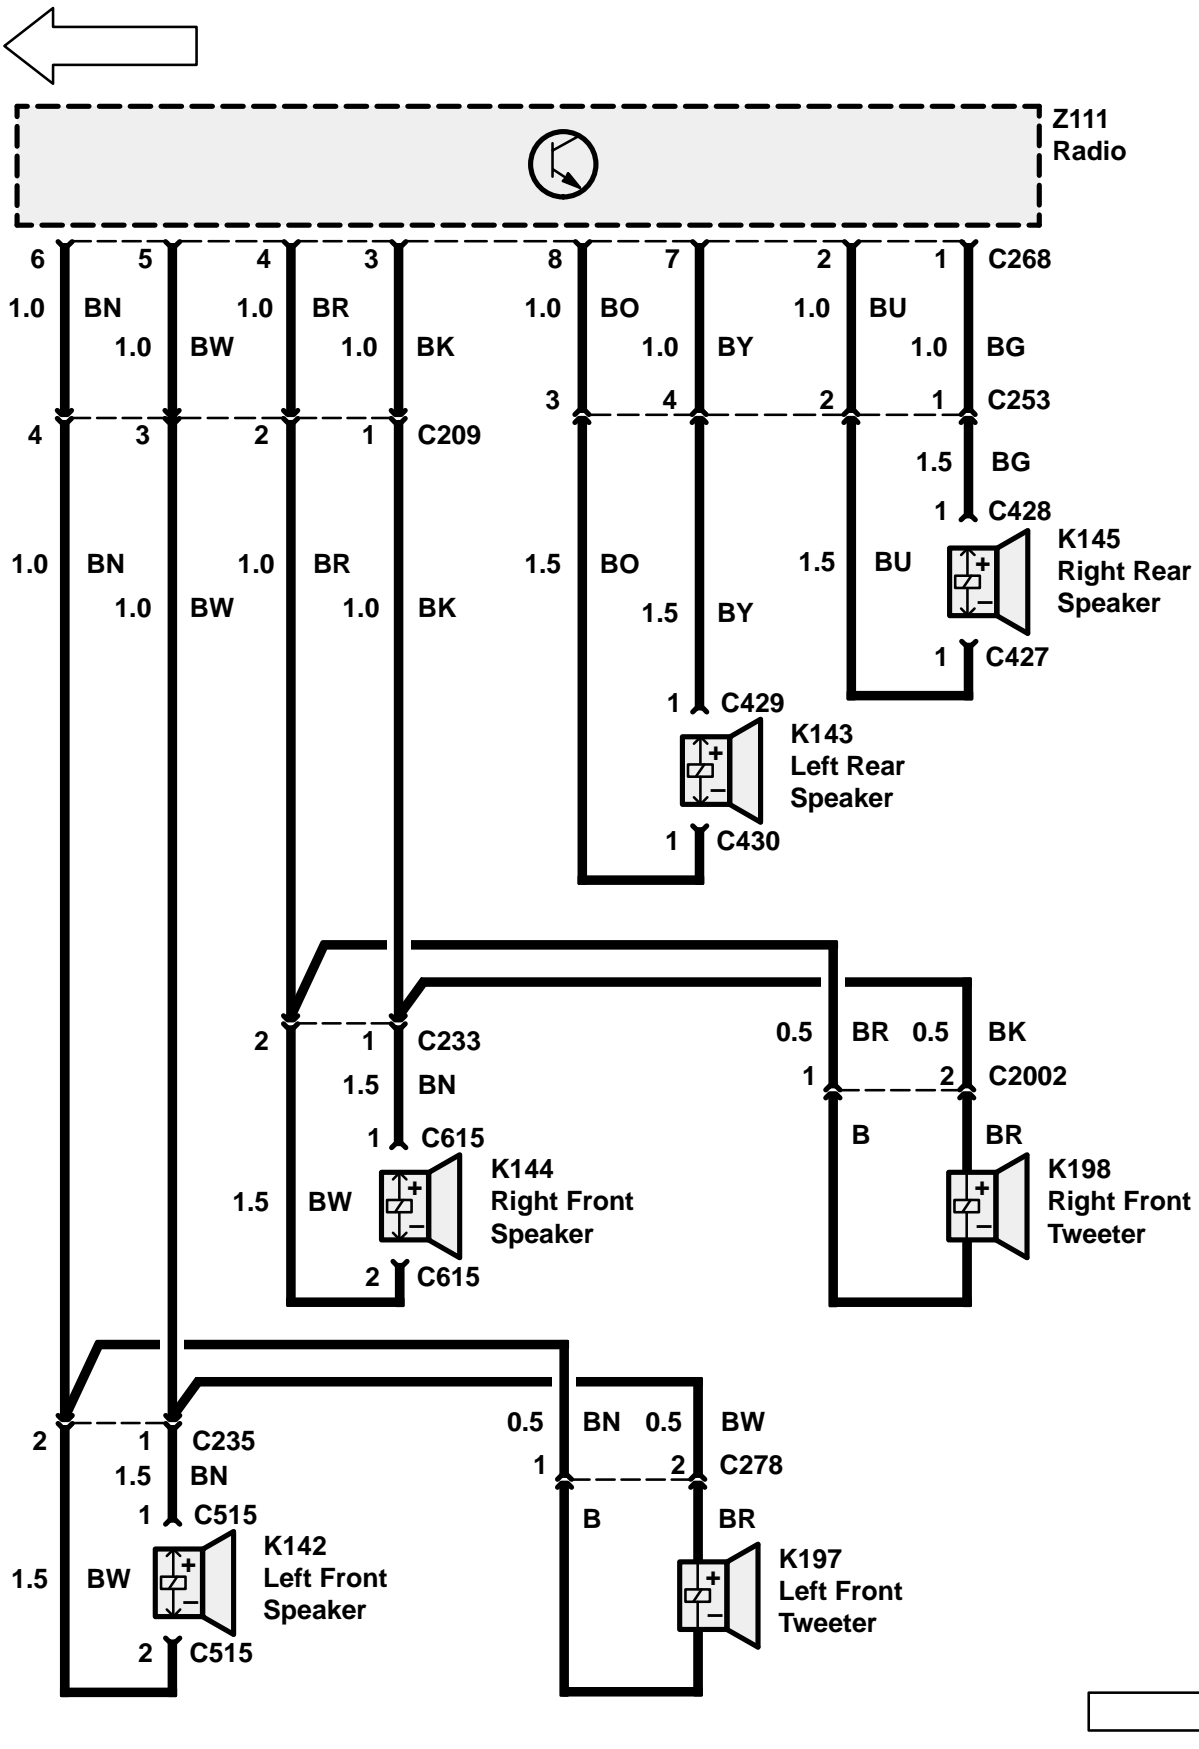 Z111
Radio
6 5 4 3 8 7 2 1 C268
1.0 BN 1.0 BR 1.0 BO 1.0 BU
1.0 BW 1.0 BK 1.0 BY 1.0 BG
3 4 2 1 C253
4 3 2 1 C209
1.5 BG
1 C428
K145
Right Rear
Speaker
+
−
1.0 BN 1.0 BR 1.5 BO 1.5 BU
1.0 BW 1.0 BK 1.5 BY
1 C427
1 C429
K143
Left Rear
Speaker
+
−
1 C430
2 1 C233
0.5 BR 0.5 BK
1 2 C2002
1.5 BN
B BR
1 C615
K144
Right Front
Speaker
+
−
K198
Right Front
Tweeter
+
−
1.5 BW
2 C615
2 1 C235
0.5 BN 0.5 BW
1 2 C278
1.5 BN
1 C515
B BR
K142
Left Front
Speaker
+
−
K197
Left Front
Tweeter
+
−
1.5 BW
2 C515